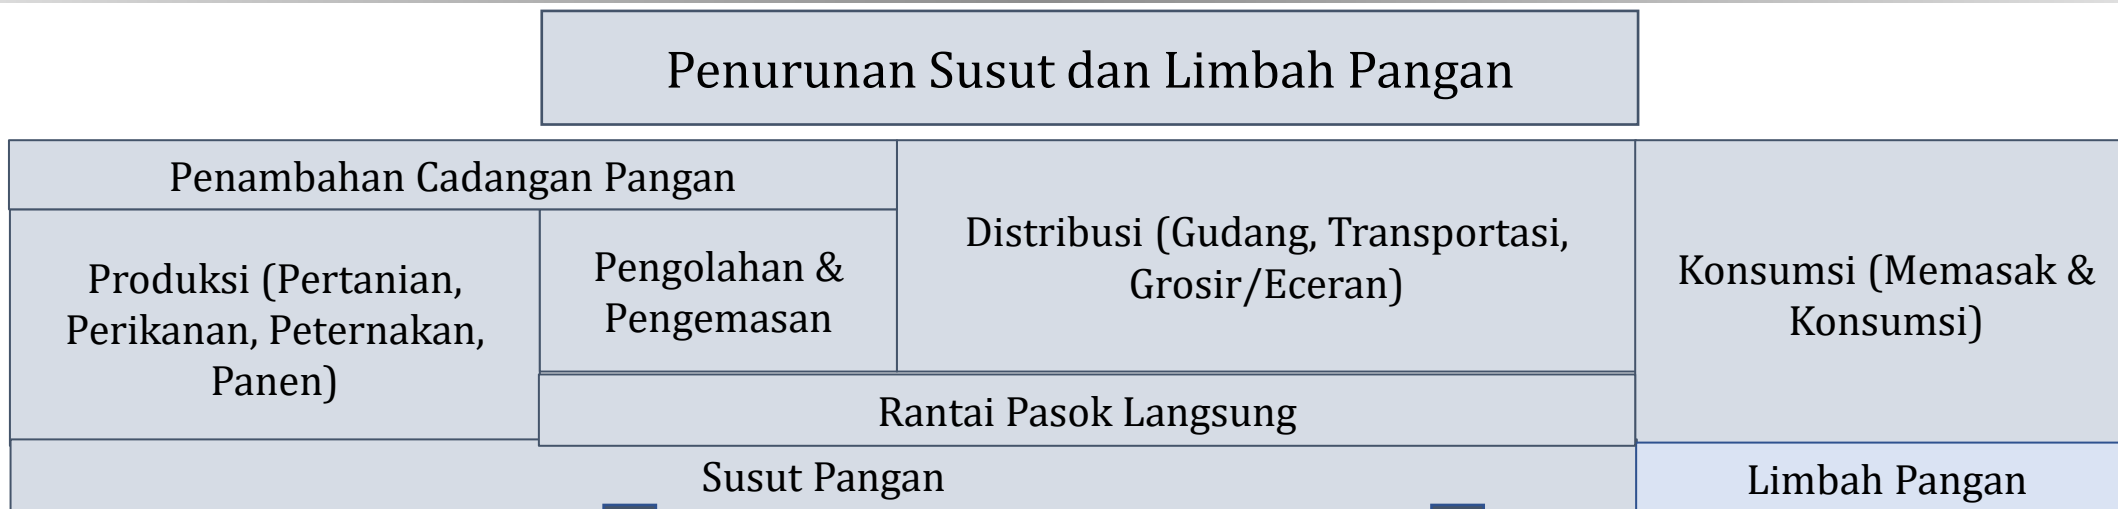 Penurunan Susut dan Limbah Pangan
Penambahan Cadangan Pangan
Produksi (Pertanian,
Perikanan, Peternakan,
Panen)
Pengolahan &
Pengemasan
Distribusi (Gudang, Transportasi,
Grosir/Eceran)
Konsumsi (Memasak &
Konsumsi)
Rantai Pasok Langsung
Susut Pangan
Limbah Pangan